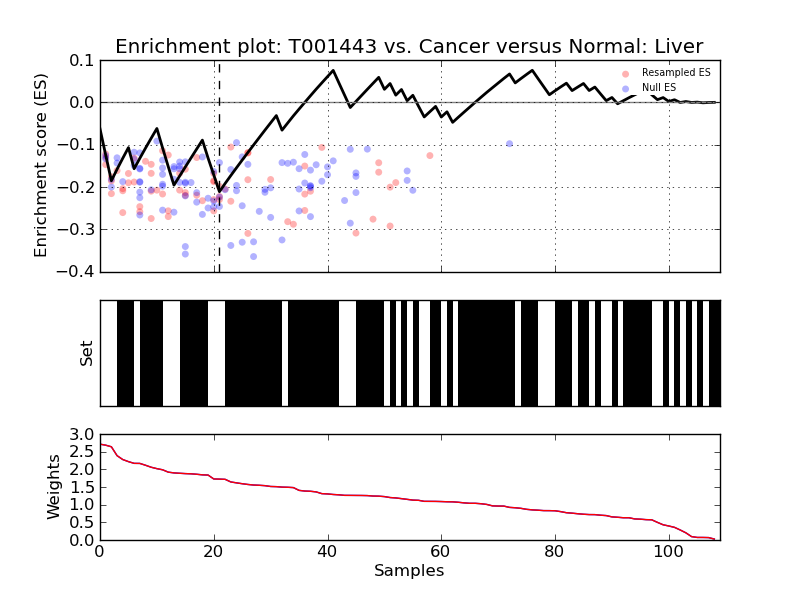 Enrichment plot: T001443 vs. Cancer versus Normal: Liver
Enrichment score (ES)
0.1
0.0
−0.1
−0.2
−0.3
−0.4
Resampled ES
Null ES
Set
Weights
3.0
2.5
2.0
1.5
1.0
0.5
0.0
0 20 40 60 80 100
Samples